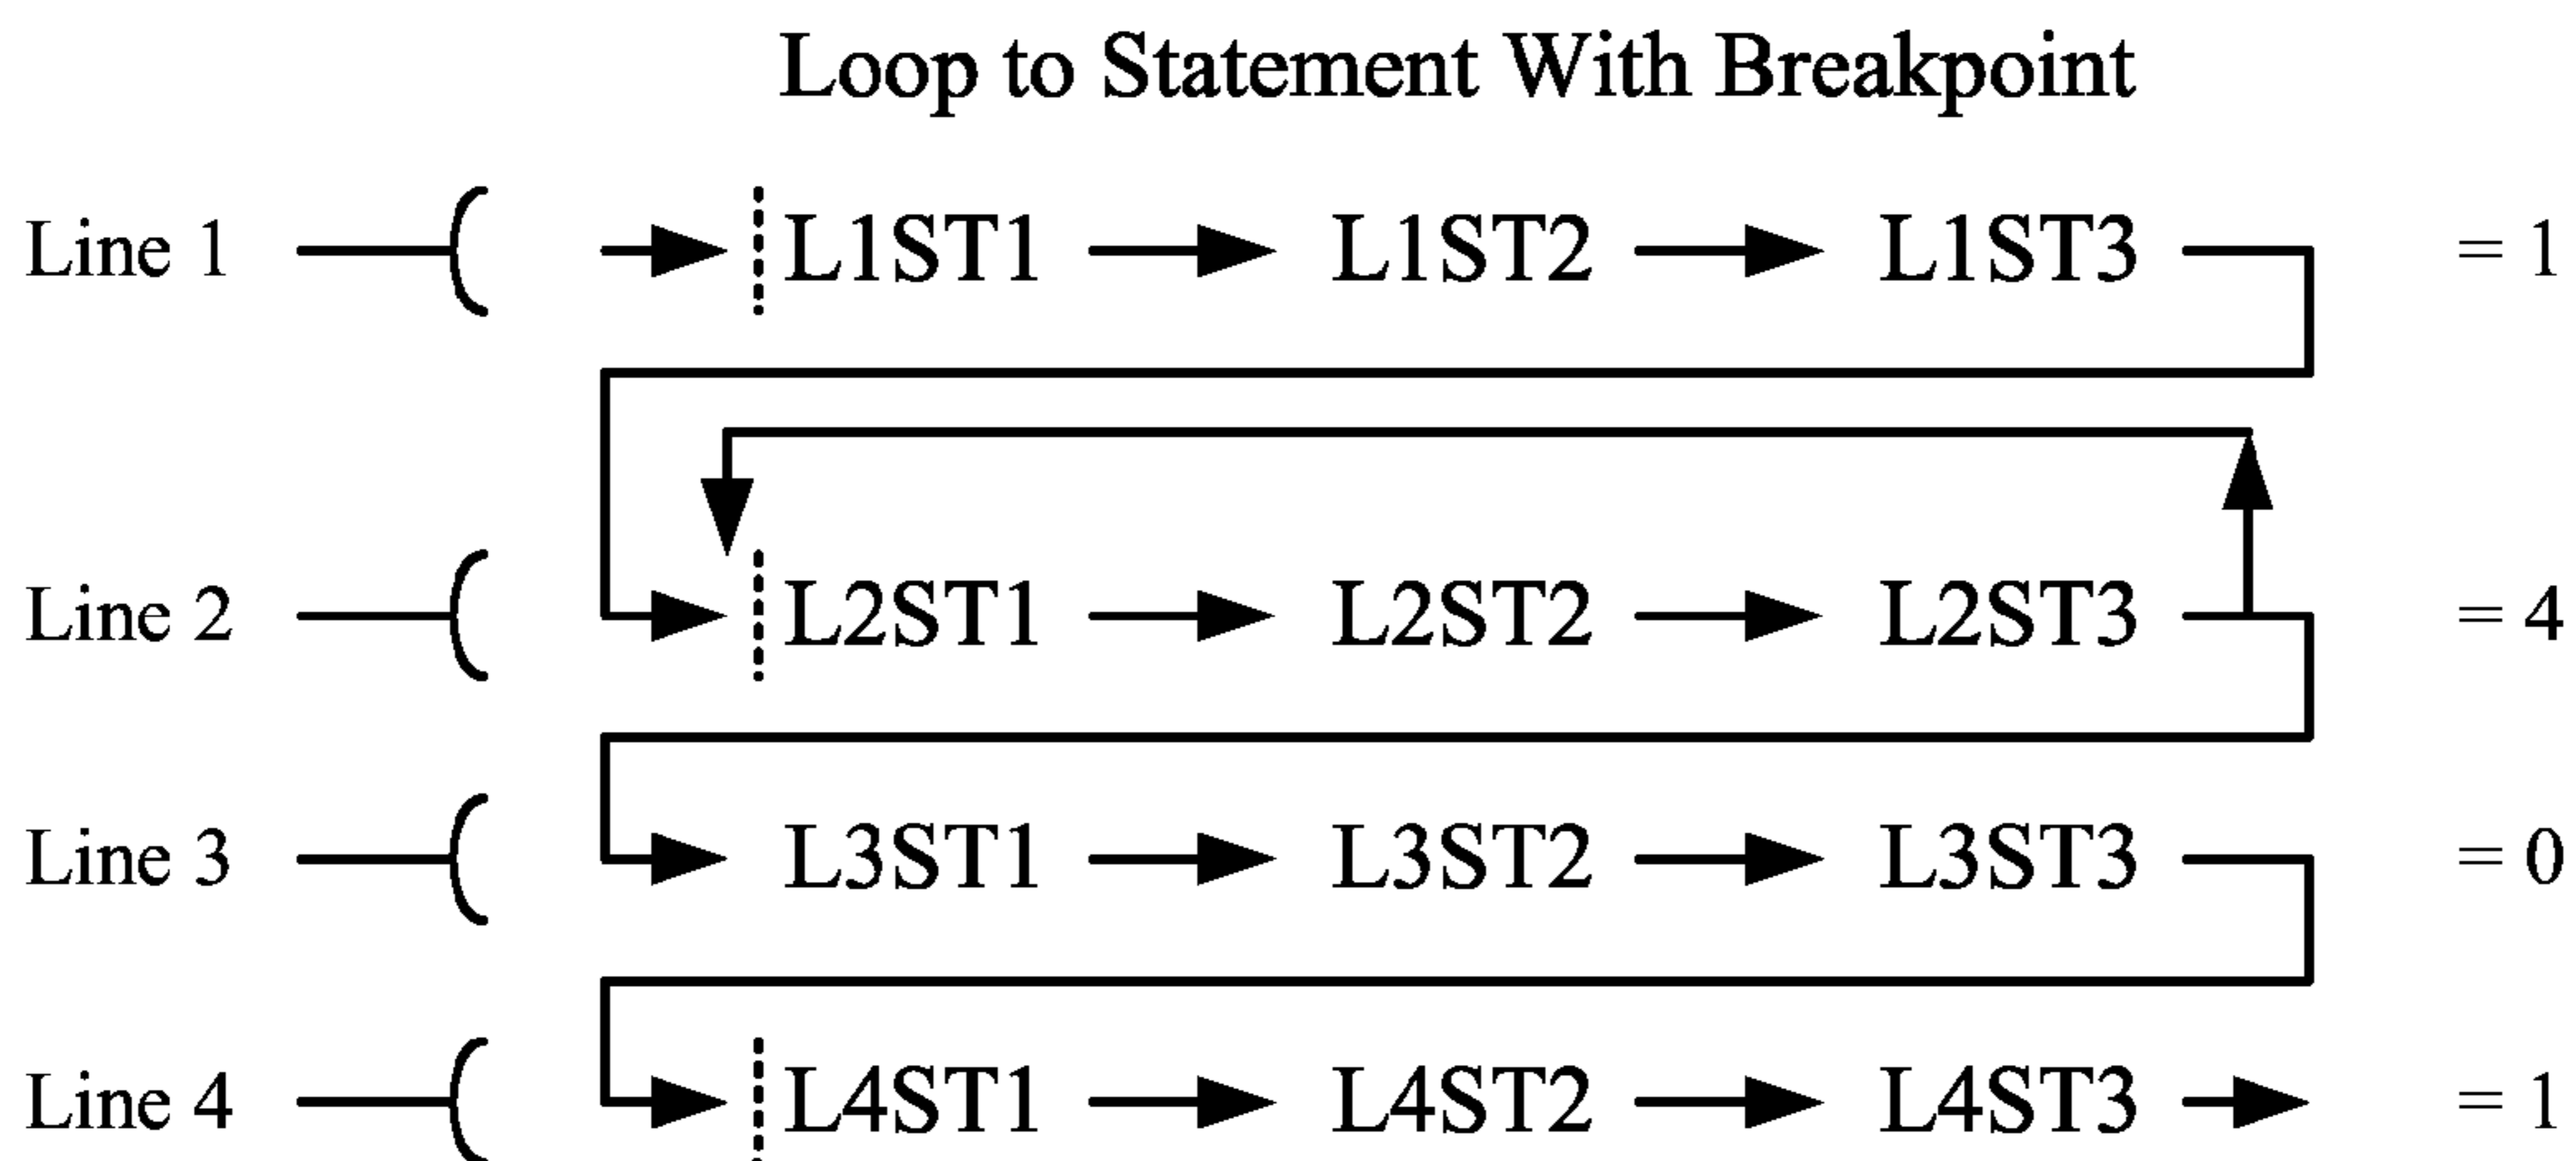 Loop to Statement With Breakpoint
Line 1 L1ST1 L1ST2 L1ST3 = 1
Line 2 L2ST1 L2ST2 L2ST3 = 4
Line 3 L3ST1 L3ST2 L3ST3 = 0
Line 4 L4ST1 L4ST2 L4ST3 = 1